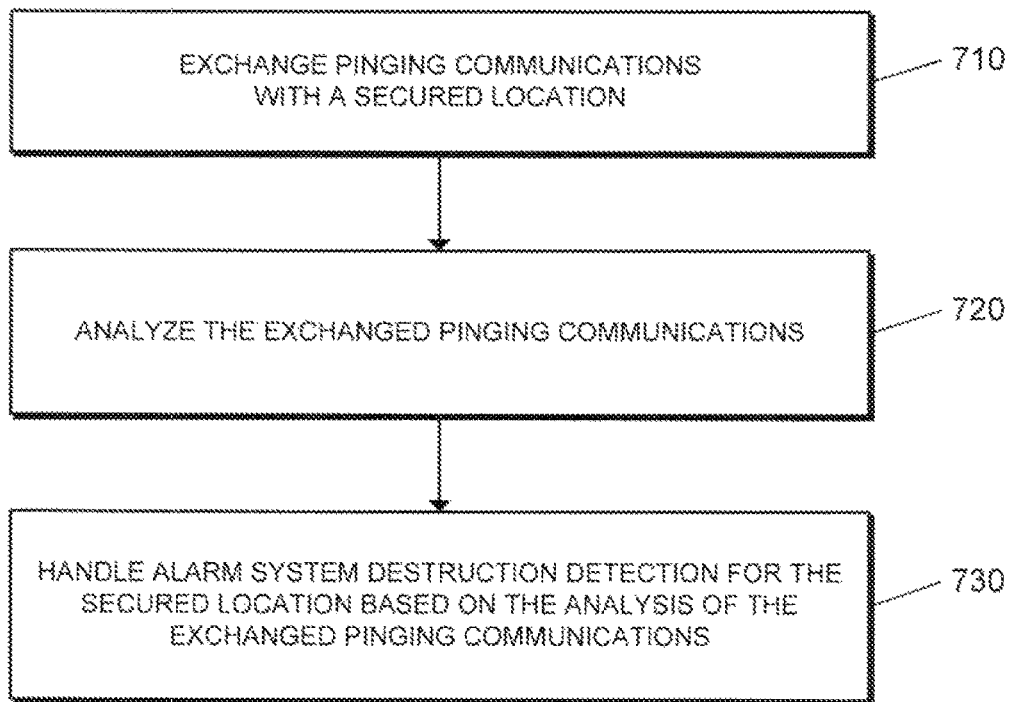 EXCHANGE PINGING COMMUNICATIONS
WITH A SECURED LOCATION
710
ANALYZE THE EXCHANGED PINGING COMMUNICATIONS
720
HANDLE ALARM SYSTEM DESTRUCTION DETECTION FOR THE
SECURED LOCATION BASED ON THE ANALYSIS OF THE
EXCHANGED PINGING COMMUNICATIONS
730